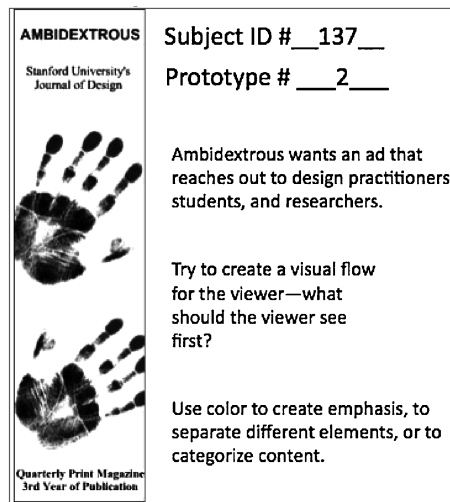 AMBIDEXTROUS
Stanford University's
Journal of Design
Quarterly Print Magazine
3rd Year of Publication
Subject ID #__137__
Prototype # ___2___
Ambidextrous wants an ad that
reaches out to design practitioners
students, and researchers.
Try to create a visual flow
for the viewer—what
should the viewer see
first?
Use color to create emphasis, to
separate different elements, or to
categorize content.